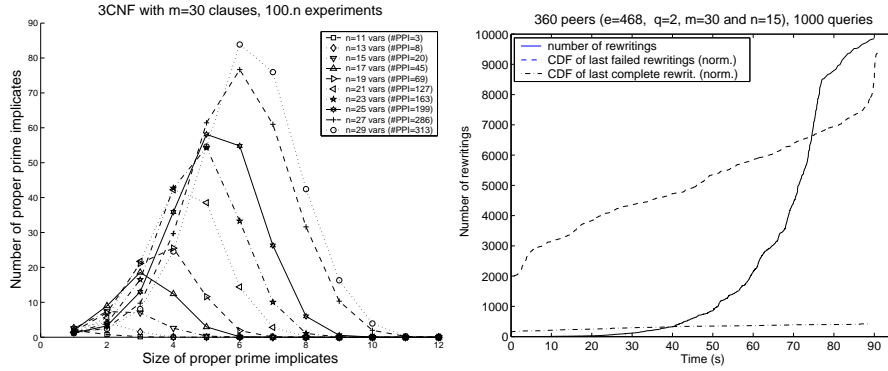 3CNF with m=30 clauses, 100.n experiments
90
80
70
60
50
40
30
20
10
0
Number of proper prime implicates
n=11 vars (#PPI=3)
n=13 vars (#PPI=8)
n=15 vars (#PPI=20)
n=17 vars (#PPI=45)
n=19 vars (#PPI=69)
n=21 vars (#PPI=127)
n=23 vars (#PPI=163)
n=25 vars (#PPI=199)
n=27 vars (#PPI=286)
n=29 vars (#PPI=313)
0 2 4 6 8 10 12
Size of proper prime implicates
360 peers (e=468, q=2, m=30 and n=15), 1000 queries
10000
9000
8000
7000
6000
5000
4000
3000
2000
1000
0
Number of rewritings
number of rewritings
CDF of last failed rewritings (norm.)
CDF of last complete rewrit. (norm.)
0 10 20 30 40 50 60 70 80 90
Time (s)